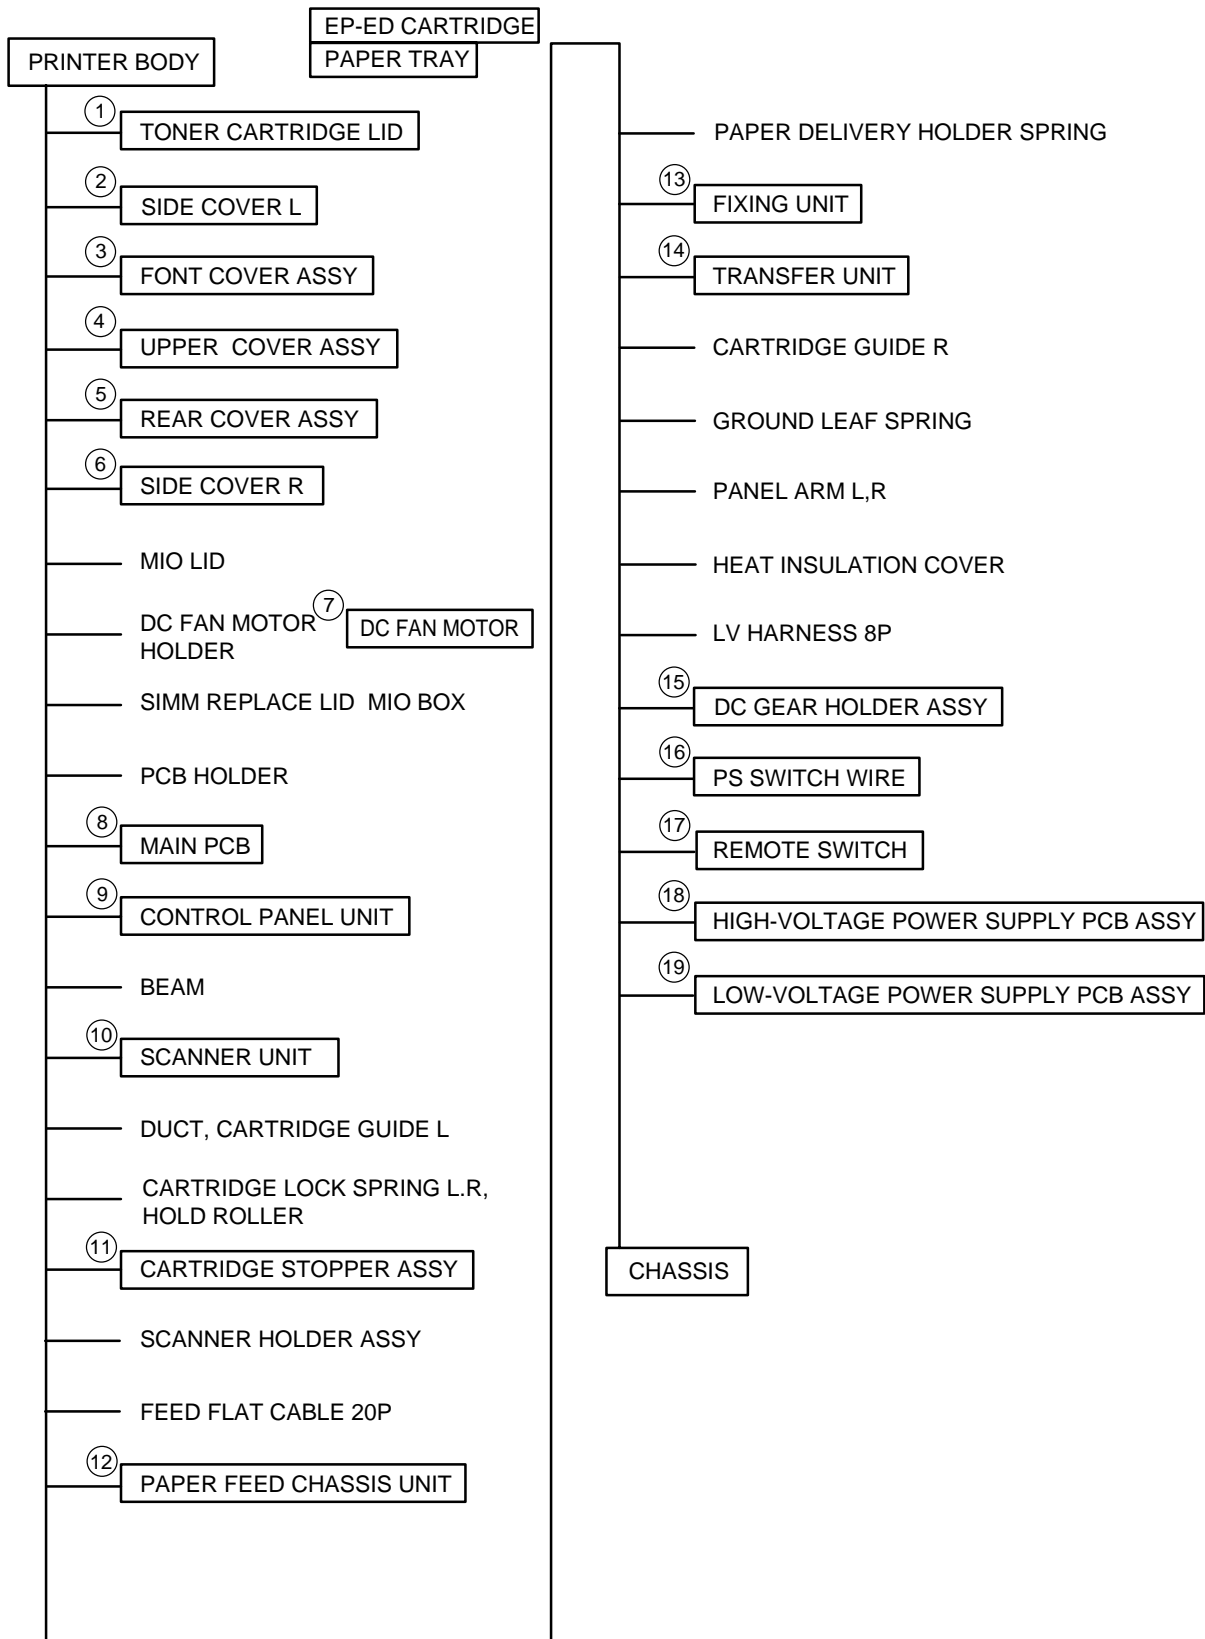 EP-ED CARTRIDGE
PRINTER BODY
PAPER TRAY
1
TONER CARTRIDGE LID
2
SIDE COVER L
3
FONT COVER ASSY
4
UPPER COVER ASSY
5
REAR COVER ASSY
6
SIDE COVER R
MIO LID
DC FAN MOTOR
HOLDER
7
DC FAN MOTOR
SIMM REPLACE LID MIO BOX
PCB HOLDER
8
MAIN PCB
9
CONTROL PANEL UNIT
BEAM
10
SCANNER UNIT
DUCT, CARTRIDGE GUIDE L
CARTRIDGE LOCK SPRING L.R,
HOLD ROLLER
11
CARTRIDGE STOPPER ASSY
SCANNER HOLDER ASSY
FEED FLAT CABLE 20P
12
PAPER FEED CHASSIS UNIT
PAPER DELIVERY HOLDER SPRING
13
FIXING UNIT
14
TRANSFER UNIT
CARTRIDGE GUIDE R
GROUND LEAF SPRING
PANEL ARM L,R
HEAT INSULATION COVER
LV HARNESS 8P
15
DC GEAR HOLDER ASSY
16
PS SWITCH WIRE
17
REMOTE SWITCH
18
HIGH-VOLTAGE POWER SUPPLY PCB ASSY
19
LOW-VOLTAGE POWER SUPPLY PCB ASSY
CHASSIS